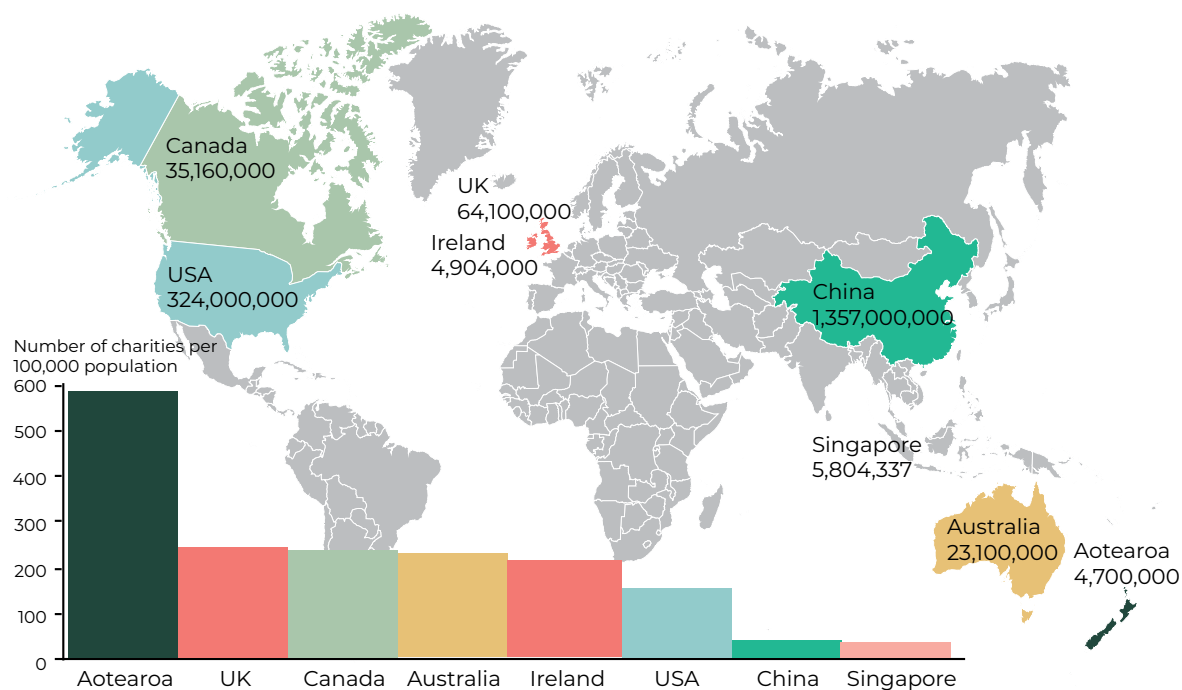 Canada
35,160,000
UK
64,100,000
Ireland
4,904,000
USA
324,000,000
China
1,357,000,000
Number of charities per
100,000 population
Singapore
5,804,337
Australia
23,100,000
Aotearoa
4,700,000
600
500
400
300
200
100
0
Aotearoa UK Canada Australia Ireland USA China Singapore